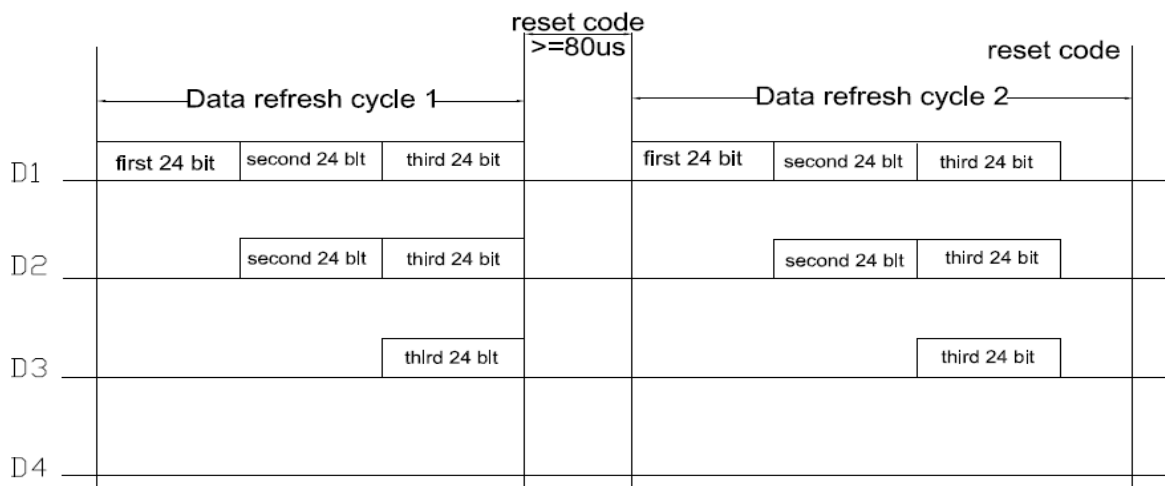 reset code
>=80us
reset code
Data refresh cycle 1
Data refresh cycle 2
D1
first 24 bit
second 24 blt
third 24 bit
first 24 bit
second 24 blt
third 24 bit
D2
second 24 blt
third 24 bit
second 24 blt
third 24 bit
D3
thlrd 24 blt
third 24 bit
D4